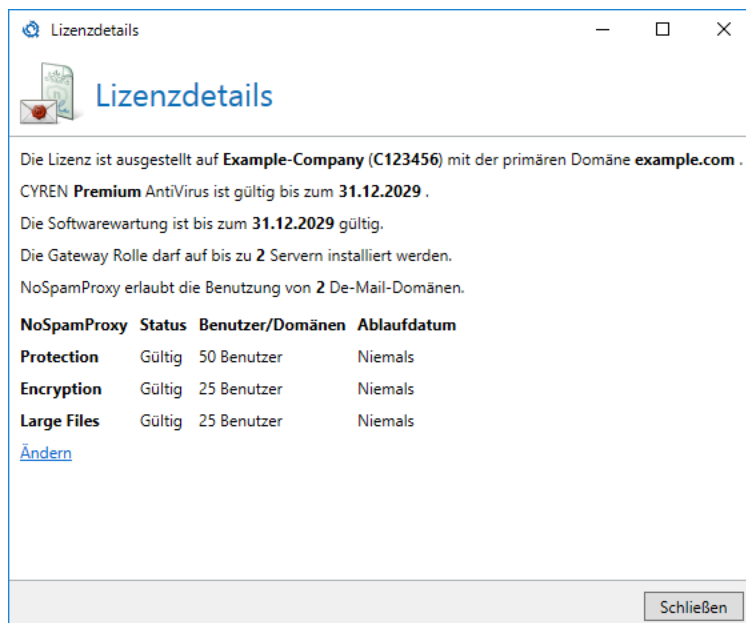 Lizenzdetails
Lizenzdetails
Die Lizenz ist ausgestellt auf Example-Company (C123456) mit der primären Domäne example.com .
CYREN Premium AntiVirus ist gültig bis zum 31.12.2029 .
Die Softwarewartung ist bis zum 31.12.2029 gültig.
Die Gateway Rolle darf auf bis zu 2 Servern installiert werden.
NoSpamProxy erlaubt die Benutzung von 2 De-Mail-Domänen.
NoSpamProxy Status Benutzer/Domänen Ablaufdatum
Protection Gültig 50 Benutzer Niemals
Encryption Gültig 25 Benutzer Niemals
Large Files Gültig 25 Benutzer Niemals
Ändern
Schließen